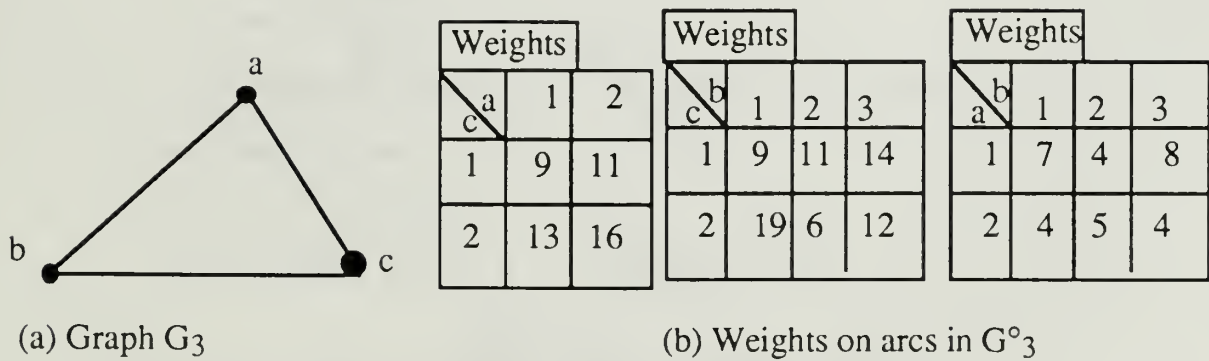 a
b
c
(a) Graph G₃
Weights
a 1 2
c
1 9 11
2 13 16
Weights
b 1 2 3
c
1 9 11 14
2 19 6 12
Weights
b 1 2 3
a
1 7 4 8
2 4 5 4
(b) Weights on arcs in G°₃